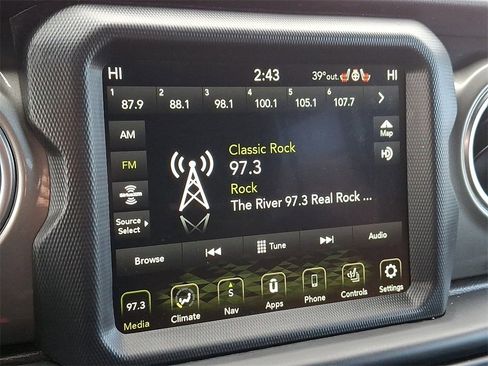 HI 2:43 39°out. HI
1 2 3 4 5 6
87.9 88.1 98.1 100.1 105.1 107.7
AM
FM
siriusxm
Source
Select
Classic Rock
97.3
Rock
The River 97.3 Real Rock ...
Map
HD
Browse Tune Audio
97.3 S
Media Climate Nav Apps Phone Controls Settings